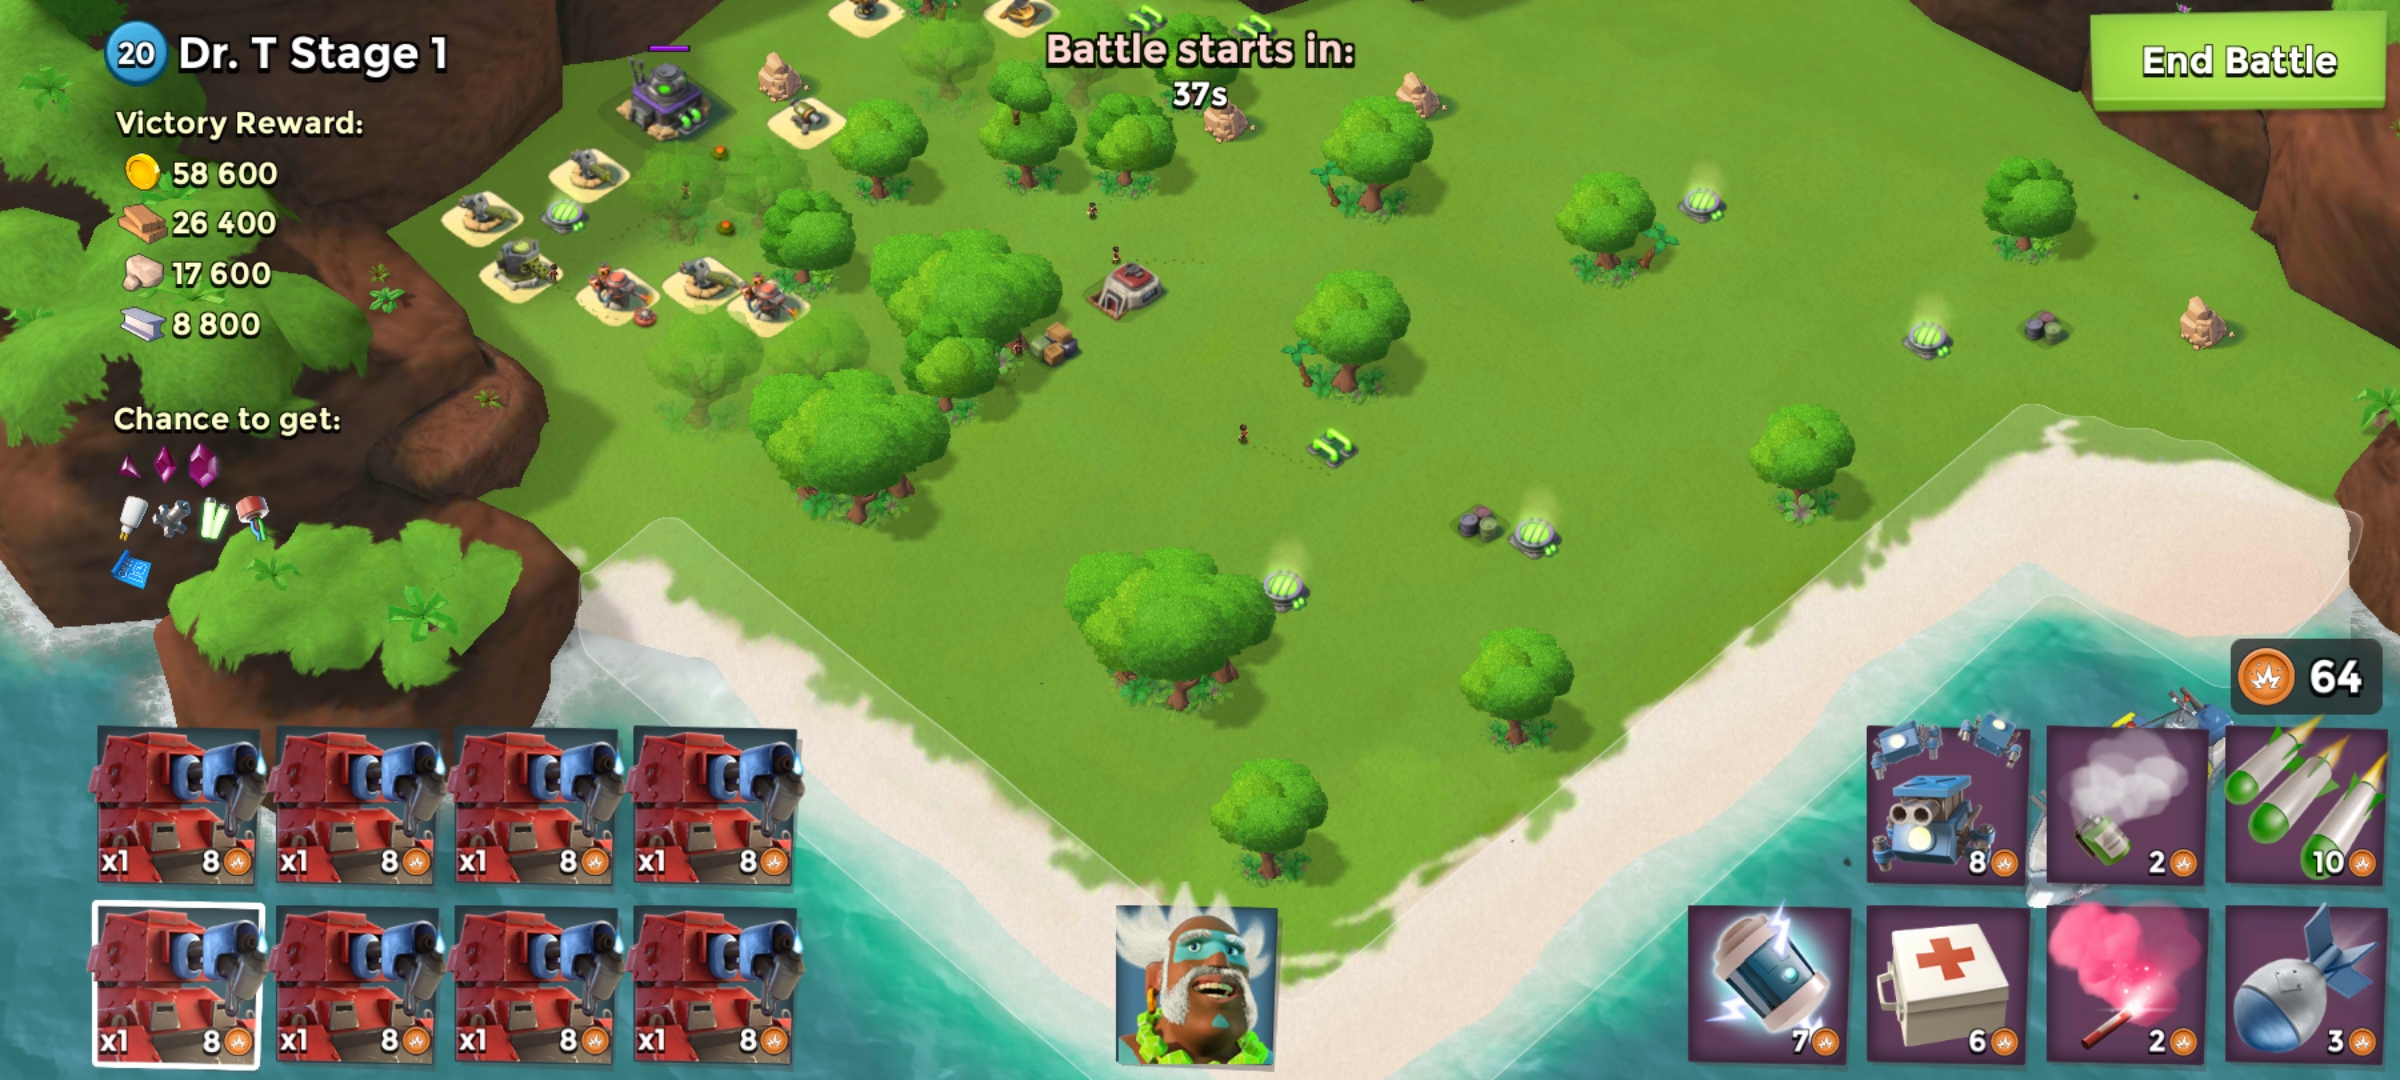 20 Dr. T Stage 1
Battle starts in:
37s
End Battle
Victory Reward:
58 600
26 400
17 600
8 800
Chance to get:
64
x1 8
x1 8
x1 8
x1 8
8
2
10
x1 8
x1 8
x1 8
x1 8
7
6
2
3